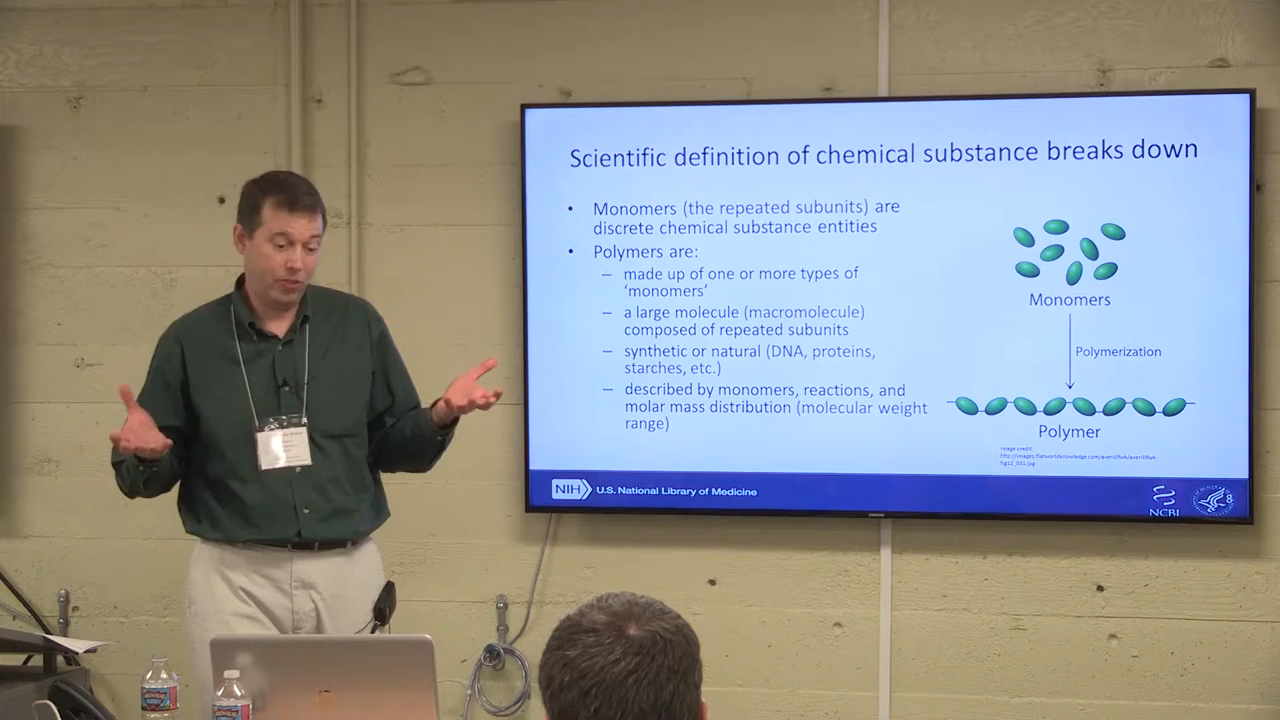 Scientific definition of chemical substance breaks down
• Monomers (the repeated subunits) are
discrete chemical substance entities
• Polymers are:
– made up of one or more types of
‘monomers’
– a large molecule (macromolecule)
composed of repeated subunits
– synthetic or natural (DNA, proteins,
starches, etc.)
– described by monomers, reactions, and
molar mass distribution (molecular weight
range)
Monomers
Polymerization
Polymer
Image credit:
NIH U.S. National Library of Medicine
NCBI
8